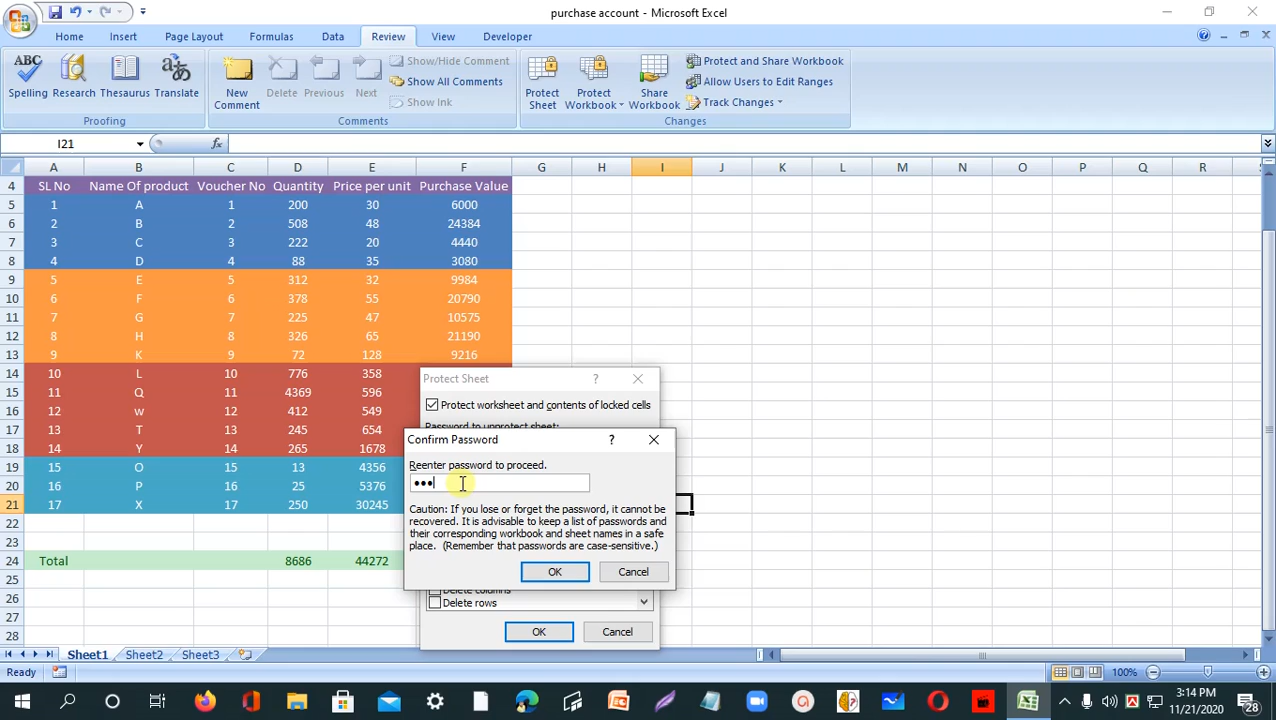 purchase account - Microsoft Excel
Home Insert Page Layout Formulas Data Review View Developer
ABC
Spelling Research Thesaurus Translate
Proofing
New Comment Delete Previous Next
Show/Hide Comment
Show All Comments
Show Ink
Comments
Protect Sheet Protect Workbook Share Workbook
Protect and Share Workbook
Allow Users to Edit Ranges
Track Changes
Changes
I21 fx
A B C D E F G H I J K L M N O P Q R
4 SL No Name Of product Voucher No Quantity Price per unit Purchase Value
5 1 A 1 200 30 6000
6 2 B 2 508 48 24384
7 3 C 3 222 20 4440
8 4 D 4 88 35 3080
9 5 E 5 312 32 9984
10 6 F 6 378 55 20790
11 7 G 7 225 47 10575
12 8 H 8 326 65 21190
13 9 K 9 72 128 9216
14 10 L 10 776 358
15 11 Q 11 4369 596
16 12 w 12 412 549
17 13 T 13 245 654
18 14 Y 14 265 1678
19 15 O 15 13 4356
20 16 P 16 25 5376
21 17 X 17 250 30245
22
23
24 Total 8686 44272
25
26
27
28
Protect Sheet ?
Protect worksheet and contents of locked cells
Password to unprotect sheet:
Confirm Password ?
Reenter password to proceed.
•••
Caution: If you lose or forget the password, it cannot be
recovered. It is advisable to keep a list of passwords and
their corresponding workbook and sheet names in a safe
place. (Remember that passwords are case-sensitive.)
OK Cancel
Delete columns
Delete rows
OK Cancel
Sheet1 Sheet2 Sheet3
Ready 100%
3:14 PM
11/21/2020
28